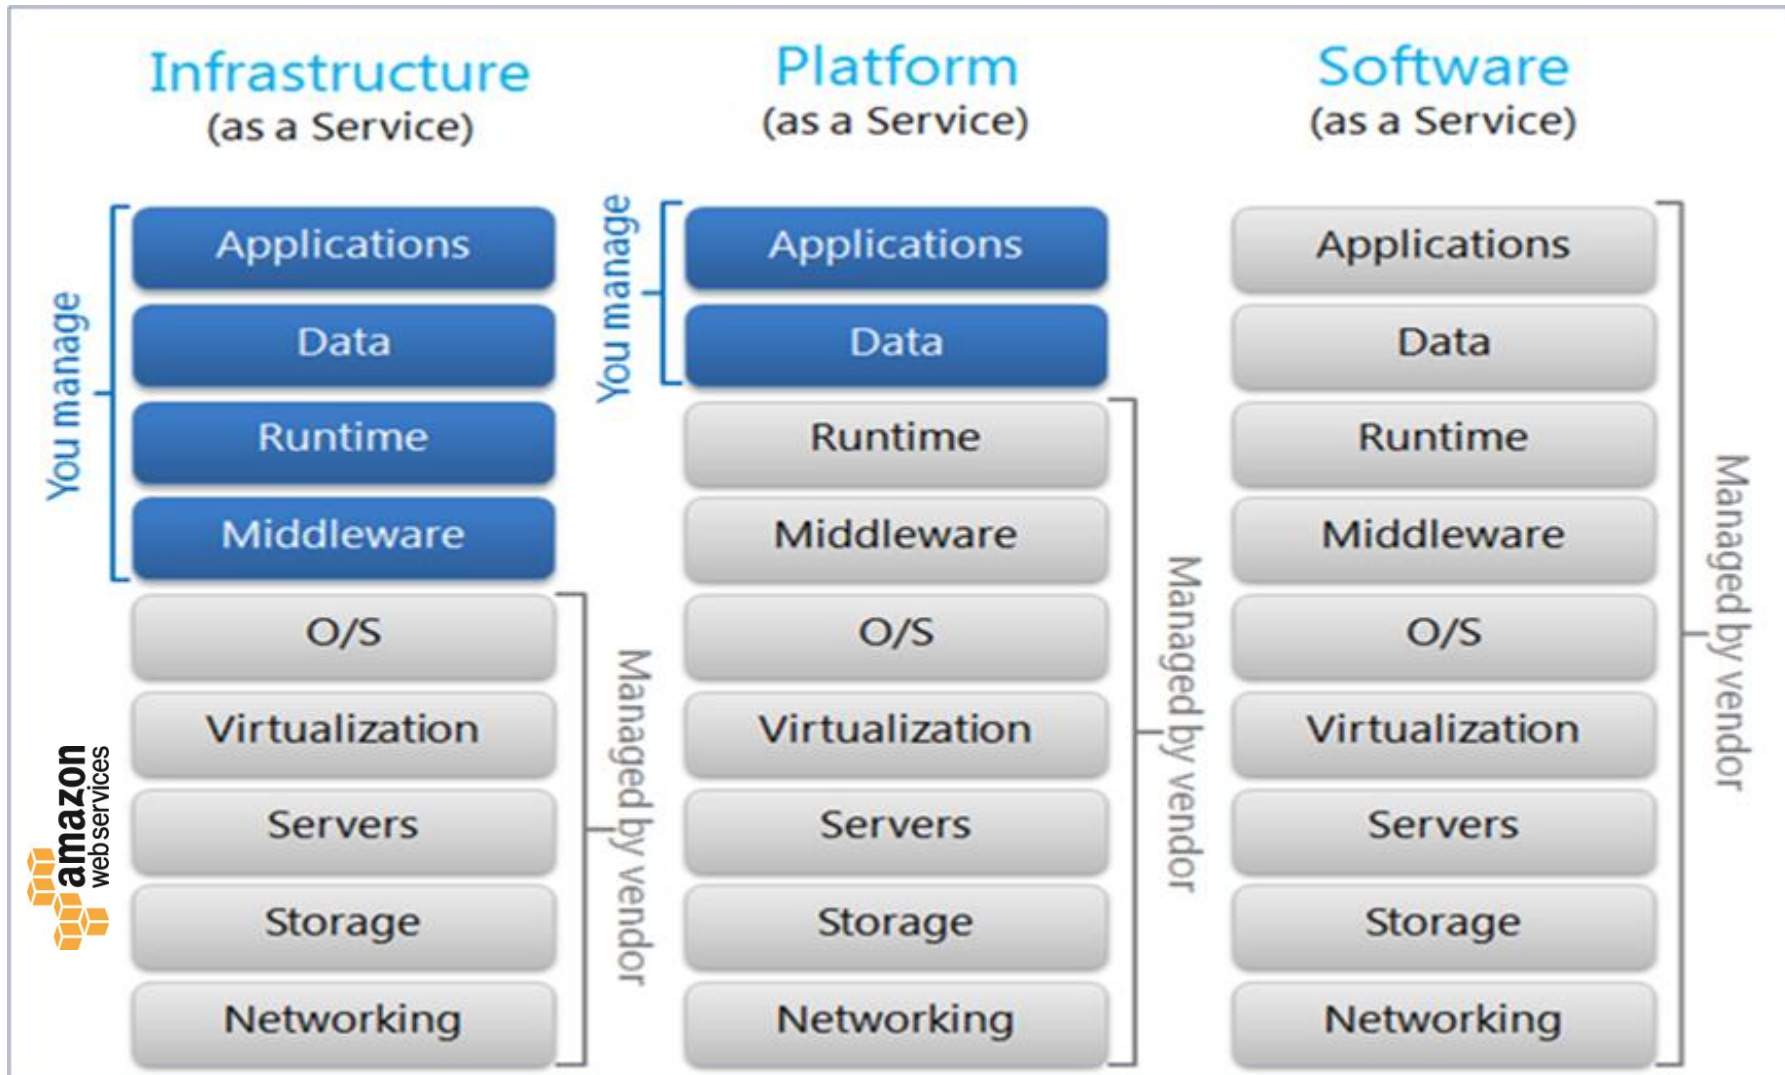 Infrastructure
(as a Service)
You manage
Applications
Data
Runtime
Middleware
O/S
Virtualization
Servers
Storage
Networking
Managed by vendor
amazon
webservices
Platform
(as a Service)
You manage
Applications
Data
Runtime
Middleware
O/S
Virtualization
Servers
Storage
Networking
Managed by vendor
Software
(as a Service)
Applications
Data
Runtime
Middleware
O/S
Virtualization
Servers
Storage
Networking
Managed by vendor